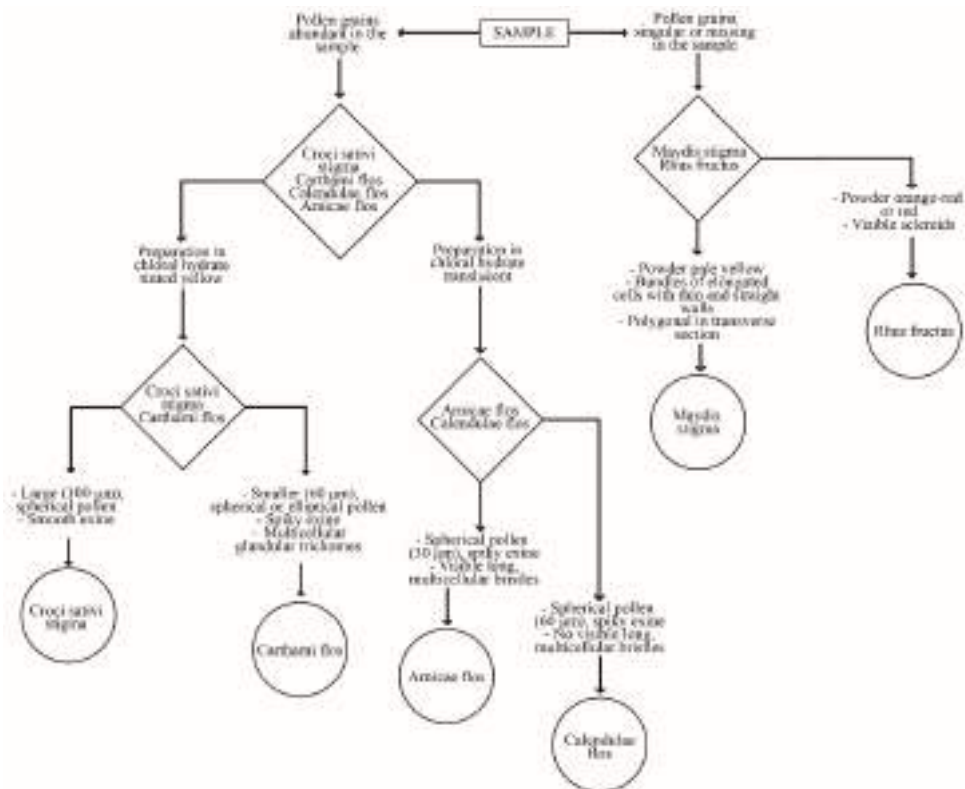 Pollen grains
abundant in the
sample
SAMPLE
Pollen grains
singular or missing
in the sample
Croci sativi
stigma
Carthami flos
Calendulae flos
Arnicae flos
Maydis stigma
Rhus fructus
- Powder orange-red
or red
- Visible sclereids
Preparation in
chloral hydrate
tinted yellow
Preparation in
chloral hydrate
translucent
- Powder pale yellow
- Bundles of elongated
cells with thin and straight
walls
- Polygonal in transverse
section
Rhus fructus
Croci sativi
stigma
Carthami flos
Arnicae flos
Calendulae flos
Maydis
stigma
- Large (100 µm),
spherical pollen
- Smooth exine
- Smaller (60 µm),
spherical or elliptical pollen
- Spiky exine
- Multicellular
glandular trichomes
- Spherical pollen
(30 µm), spiky exine
- Visible long,
multicellular bristles
- Spherical pollen
(60 µm), spiky exine
- No visible long,
multicellular bristles
Croci sativi
stigma
Carthami flos
Arnicae flos
Calendulae
flos